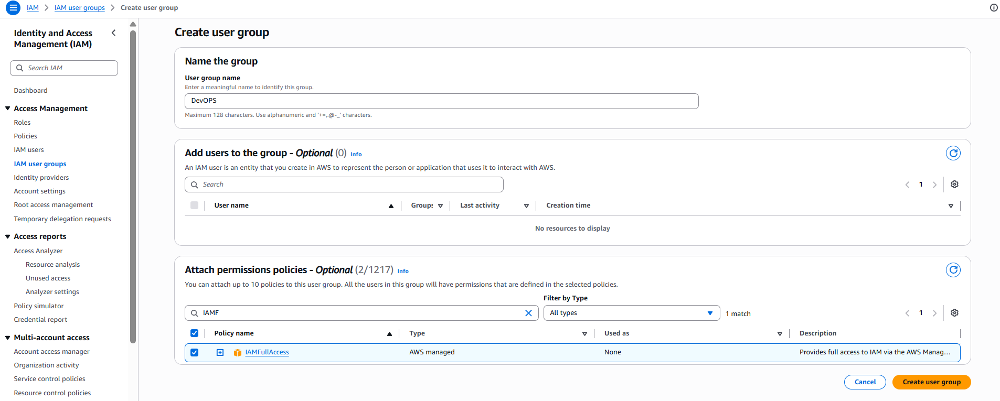 IAM > IAM user groups > Create user group
Identity and Access
Management (IAM)
Search IAM
Dashboard
Access Management
Roles
Policies
IAM users
IAM user groups
Identity providers
Account settings
Root access management
Temporary delegation requests
Access reports
Access Analyzer
Resource analysis
Unused access
Analyzer settings
Policy simulator
Credential report
Multi-account access
Account access manager
Organization activity
Service control policies
Resource control policies
Create user group
Name the group
User group name
Enter a meaningful name to identify this group.
DevOPS
Maximum 128 characters. Use alphanumeric and '+=,.@-_' characters.
Add users to the group - Optional (0) Info
An IAM user is an entity that you create in AWS to represent the person or application that uses it to interact with AWS.
Search
1
User name Groups Last activity Creation time
No resources to display
Attach permissions policies - Optional (2/1217) Info
You can attach up to 10 policies to this user group. All the users in this group will have permissions that are defined in the selected policies.
Filter by Type
IAMF All types 1 match 1
Policy name Type Used as Description
IAMFullAccess AWS managed None Provides full access to IAM via the AWS Manag...
Cancel Create user group